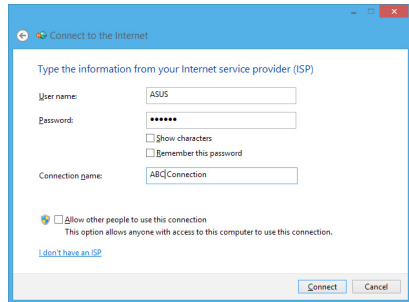 Connect to the Internet
Type the information from your Internet service provider (ISP)
User name:
ASUS
Password:
••••••
Show characters
Remember this password
Connection name:
ABC Connection
Allow other people to use this connection
This option allows anyone with access to this computer to use this connection.
I don't have an ISP
Connect
Cancel